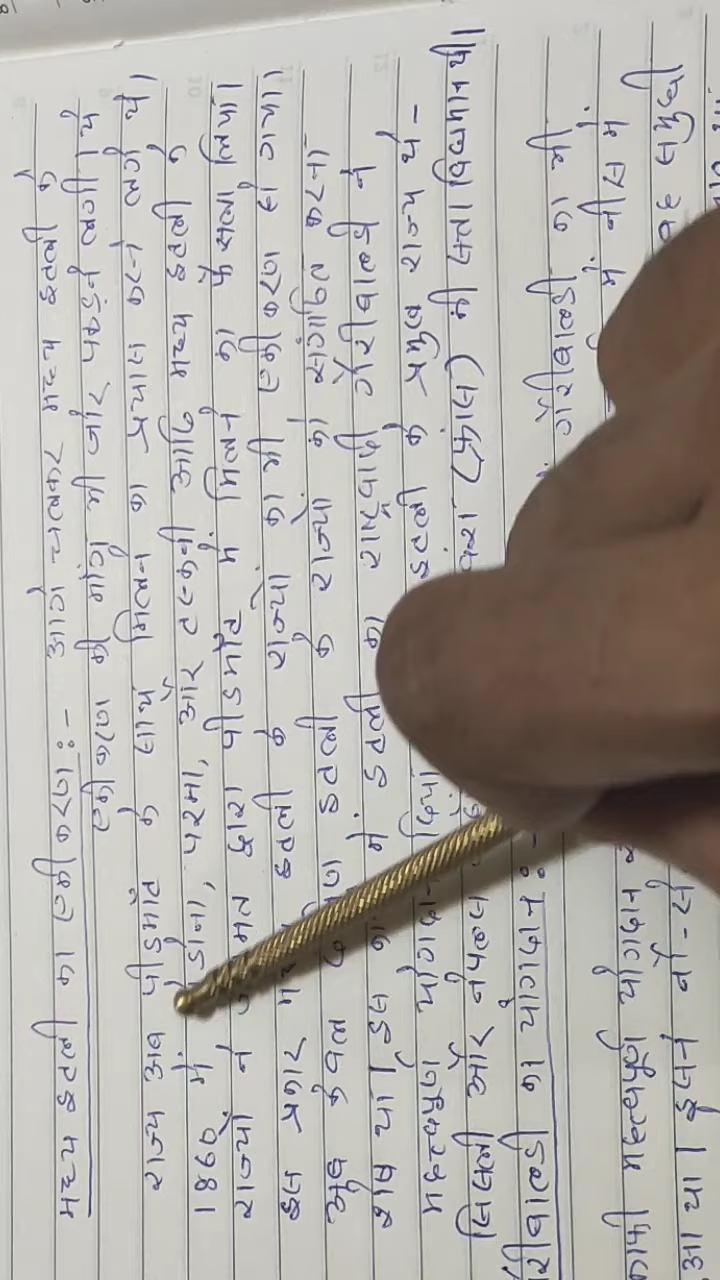 मध्य इटली का एकीकरण :- आगे चलकर मध्य इटली के
एकीकरण की मांग भी जोर पकड़ने लगी। ये
राज्य अब पीडमोंट के साथ मिलने का प्रयास करने लगे थे।
1860 में डोना, परमा, और टस्कनी आदि मध्य इटली के
राज्यों ने जनमत द्वारा पीडमोंट में मिलने का फैसला लिया।
इस प्रकार इटली के राज्यों का भी एकीकरण हो गया।
अब केवल इटली के राज्यों को संगठित करना
शेष था। इस में इटली का राष्ट्रवादी गैरीबाल्डी ने
महत्वपूर्ण योगदान दिया इटली के प्रमुख राज्य थे -
सिसली और नेपल्स वंश (फ्रांस) की सत्ता विद्यमान थी।
रीबाल्डी का योगदान :- गैरीबाल्डी का भी
काफी महत्वपूर्ण योगदान में नीस में
आ था। इसने नौ-से वह समुद्री